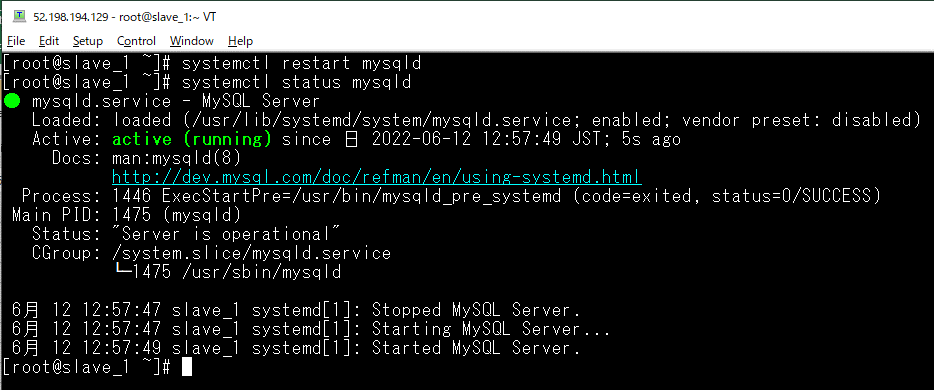 52.198.194.129 - root@slave_1:~ VT
File Edit Setup Control Window Help
[root@slave_1 ~]# systemctl restart mysqld
[root@slave_1 ~]# systemctl status mysqld
● mysqld.service - MySQL Server
Loaded: loaded (/usr/lib/systemd/system/mysqld.service; enabled; vendor preset: disabled)
Active: active (running) since 日 2022-06-12 12:57:49 JST; 5s ago
Docs: man:mysqld(8)
http://dev.mysql.com/doc/refman/en/using-systemd.html
Process: 1446 ExecStartPre=/usr/bin/mysqld_pre_systemd (code=exited, status=0/SUCCESS)
Main PID: 1475 (mysqld)
Status: "Server is operational"
CGroup: /system.slice/mysqld.service
└─1475 /usr/sbin/mysqld
6月 12 12:57:47 slave_1 systemd[1]: Stopped MySQL Server.
6月 12 12:57:47 slave_1 systemd[1]: Starting MySQL Server...
6月 12 12:57:49 slave_1 systemd[1]: Started MySQL Server.
[root@slave_1 ~]#